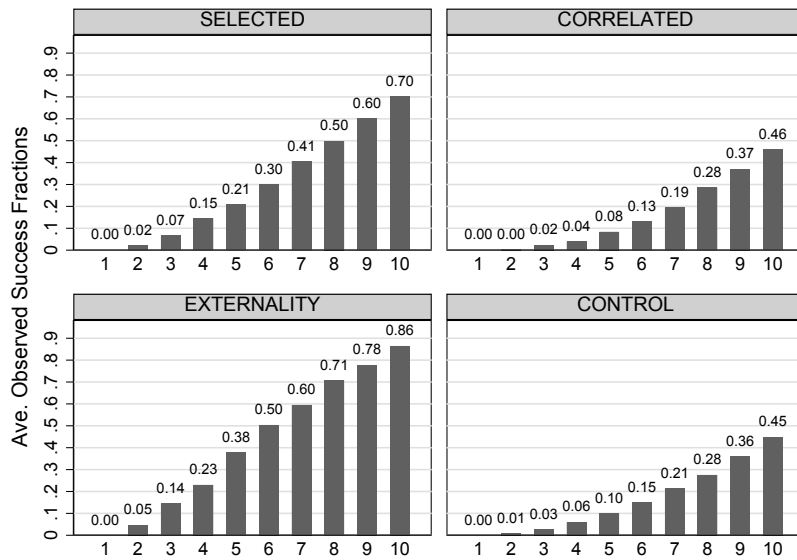 SELECTED
CORRELATED
Ave. Observed Success Fractions
0 .1 .2 .3 .4 .5 .6 .7 .8 .9
0.00 0.02 0.07 0.15 0.21 0.30 0.41 0.50 0.60 0.70
1 2 3 4 5 6 7 8 9 10
0.00 0.00 0.02 0.04 0.08 0.13 0.19 0.28 0.37 0.46
1 2 3 4 5 6 7 8 9 10
EXTERNALITY
CONTROL
0 .1 .2 .3 .4 .5 .6 .7 .8 .9
0.00 0.05 0.14 0.23 0.38 0.50 0.60 0.71 0.78 0.86
1 2 3 4 5 6 7 8 9 10
0.00 0.01 0.03 0.06 0.10 0.15 0.21 0.28 0.36 0.45
1 2 3 4 5 6 7 8 9 10